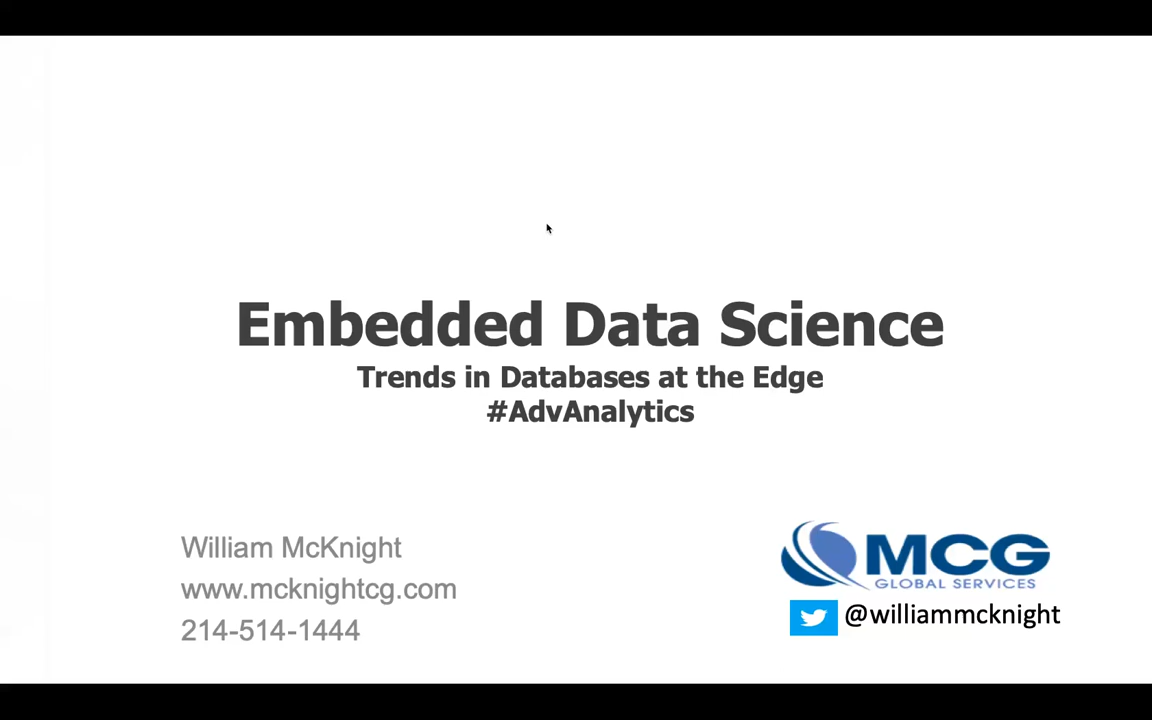 Embedded Data Science
Trends in Databases at the Edge
#AdvAnalytics
William McKnight
www.mcknightcg.com
214-514-1444
MCG
GLOBAL SERVICES
@williammcknight